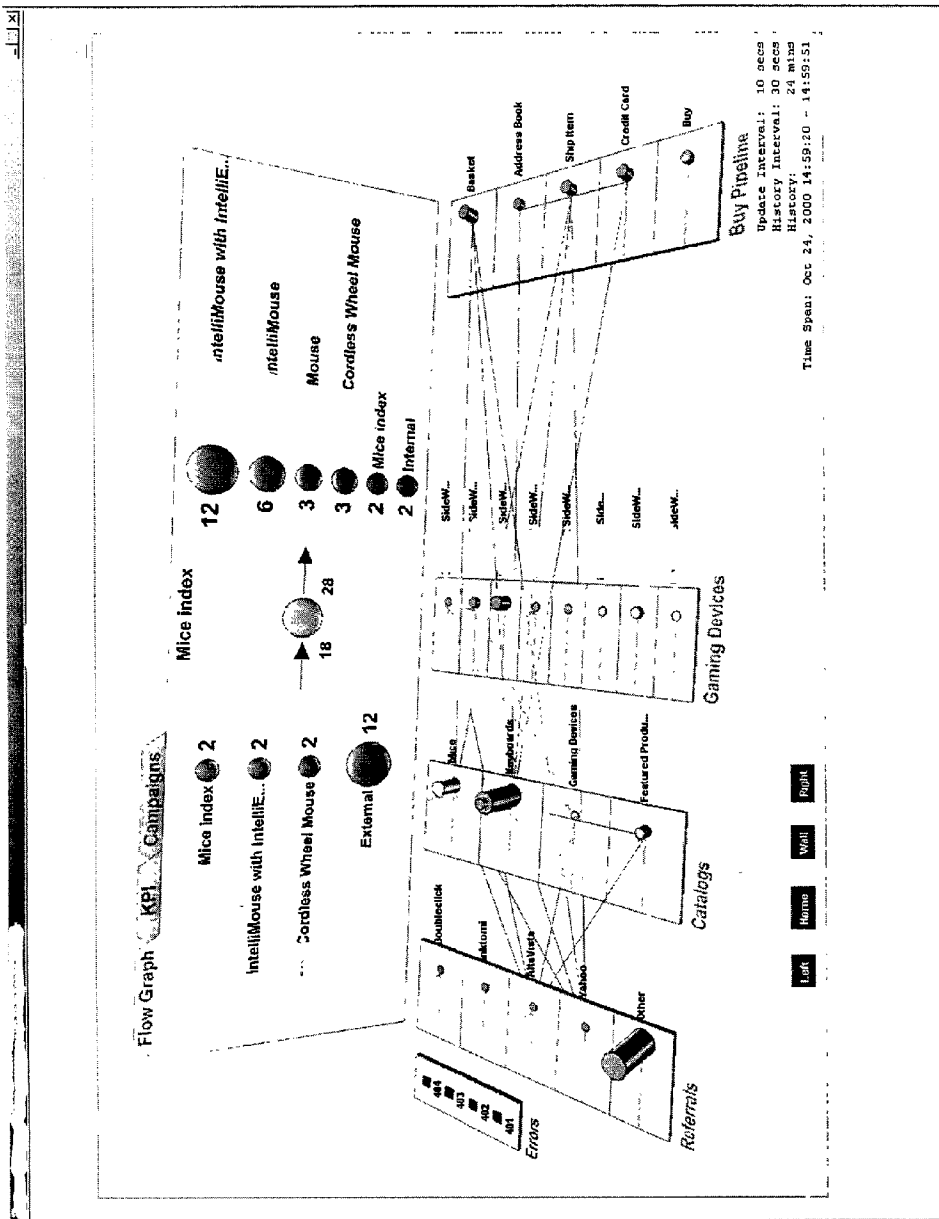 Flow Graph
KPI
Campaigns
Mice index
Mice index 2
IntelliMouse with IntelliE... 2
Cordless Wheel Mouse 2
External 12
18
28
12 IntelliMouse with IntelliE...
6 IntelliMouse
3 Mouse
3 Cordless Wheel Mouse
2 Mice index
2 Internal
Errors
404
403
402
401
Referrals
Doubleclick
Inktomi
AltaVista
Yahoo
Other
Catalogs
Mice
Keyboards
Gaming Devices
Featured Produ...
Gaming Devices
SideW...
SideW...
SideW...
SideW...
SideW...
Side...
SideW...
SideW...
Buy Pipeline
Basket
Address Book
Ship Item
Credit Card
Buy
Update Interval: 10 secs
History Interval: 30 secs
History: 24 mins
Time Span: Oct 24, 2000 14:59:20 - 14:59:51
Left
Home
Wall
Right